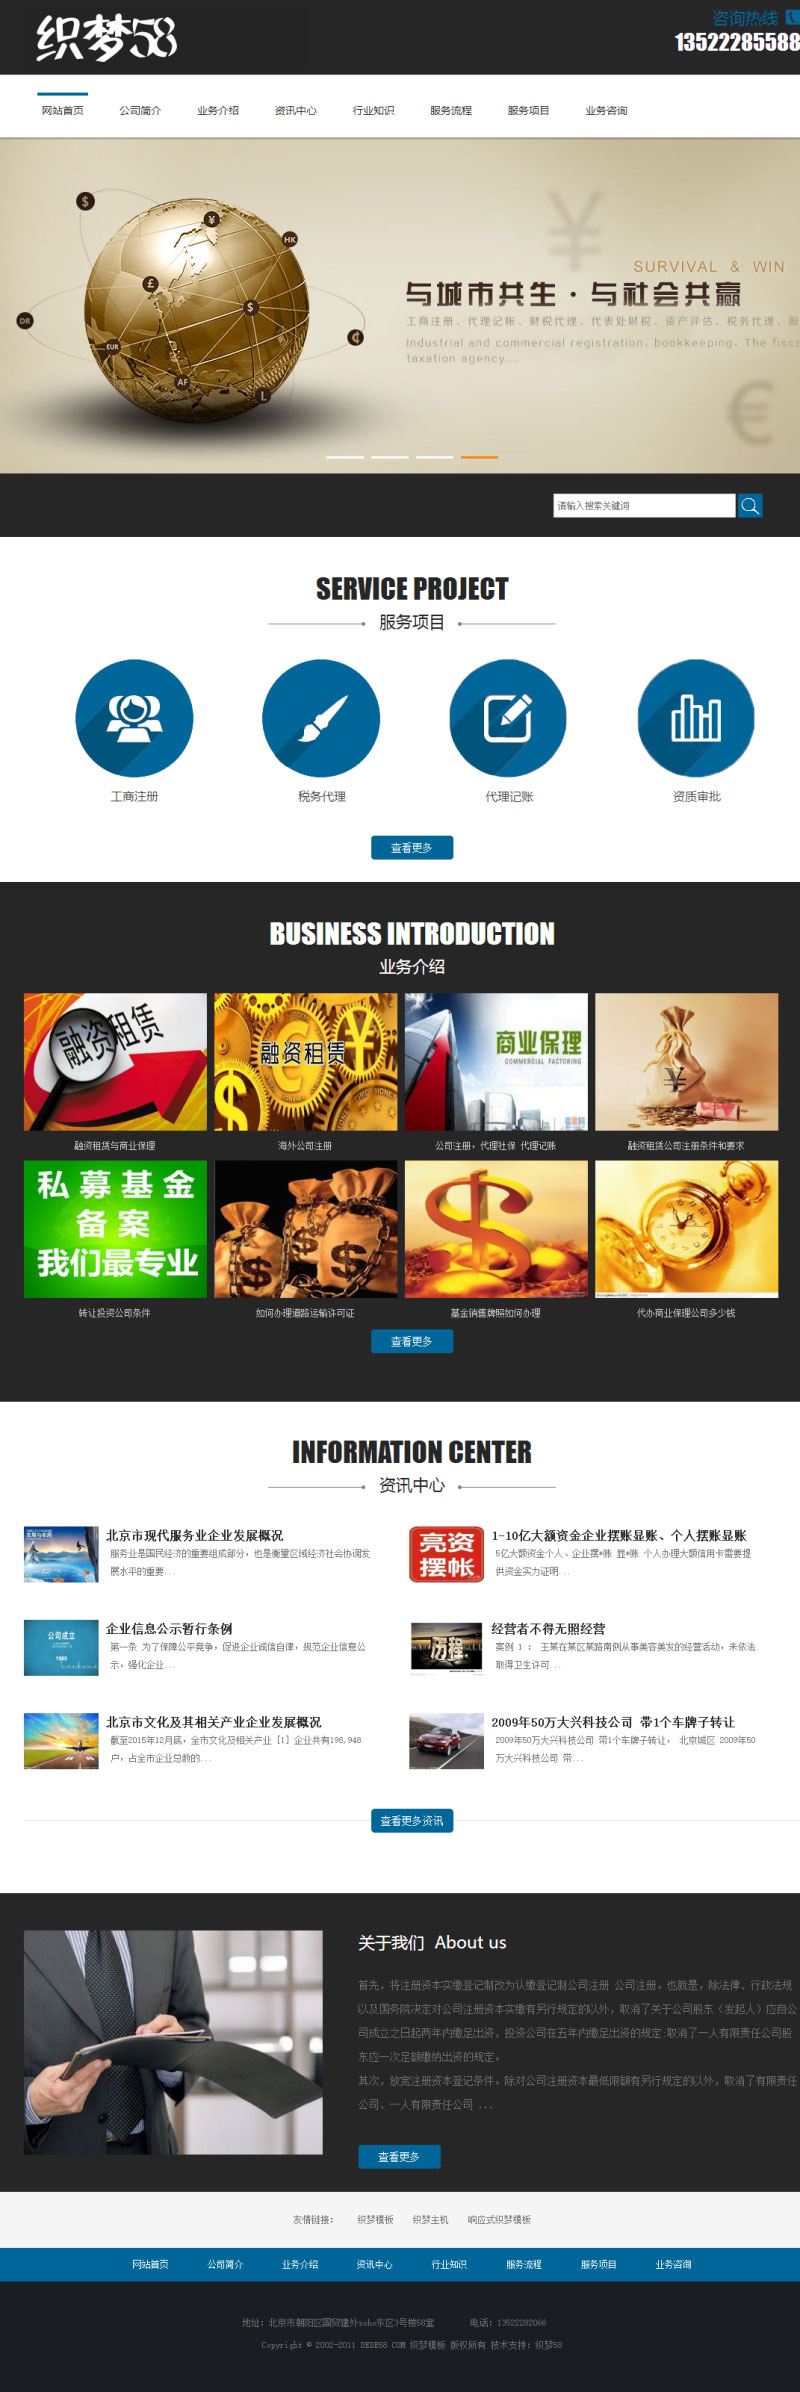 织梦58
咨询热线
13522285588
网站首页 公司简介 业务介绍 资讯中心 行业知识 服务流程 服务项目 业务咨询
$
¥
HK
£
$
DR
EUR
AF
L
SURVIVAL & WIN
与城市共生·与社会共赢
工商注册、代理记帐、财税代理、代表处财税、资产评估、税务代理、股
Industrial and commercial registration、bookkeeping、The fisca
taxation agency....
请输入搜索关键词
SERVICE PROJECT
服务项目
工商注册 税务代理 代理记账 资质审批
查看更多
BUSINESS INTRODUCTION
业务介绍
融资租赁
融资租赁
商业保理
COMMERCIAL FACTORING
融资租赁与商业保理 海外公司注册 公司注册，代理社保 代理记账 融资租赁公司注册条件和要求
私募基金
备案
我们最专业
转让投资公司条件 如何办理道路运输许可证 基金销售牌照如何办理 代办商业保理公司多少钱
查看更多
INFORMATION CENTER
资讯中心
北京市现代服务业企业发展概况
服务业是国民经济的重要组成部分，也是衡量区域经济社会协调发
展水平的重要...
亮资
摆帐
1-10亿大额资金企业摆账显账、个人摆账显账
5亿大额资金个人、企业摆*账 显*账 个人办理大额信用卡需要提
供资金实力证明...
公司成立
企业信息公示暂行条例
第一条 为了保障公平竞争，促进企业诚信自律，规范企业信息公
示，强化企业...
历程
经营者不得无照经营
案例 1 ： 王某在某区某路南侧从事美容美发的经营活动，未依法
取得卫生许可...
北京市文化及其相关产业企业发展概况
截至2015年12月底，全市文化及相关产业 [1] 企业共有198,948
户，占全市企业总数的...
2009年50万大兴科技公司 带1个车牌子转让
2009年50万大兴科技公司 带1个车牌子转让， 北京城区 2009年50
万大兴科技公司 带...
查看更多资讯
关于我们 About us
首先，将注册资本实缴登记制改为认缴登记制公司注册 公司注册。也就是，除法律、行政法规
以及国务院决定对公司注册资本实缴有另行规定的以外，取消了关于公司股东（发起人）应自公
司成立之日起两年内缴足出资，投资公司在五年内缴足出资的规定;取消了一人有限责任公司股
东应一次足额缴纳出资的规定。
其次，放宽注册资本登记条件。除对公司注册资本最低限额有另行规定的以外，取消了有限责任
公司、一人有限责任公司 ...
查看更多
友情链接： 织梦模板 织梦主机 响应式织梦模板
网站首页 公司简介 业务介绍 资讯中心 行业知识 服务流程 服务项目 业务咨询
地址：北京市朝阳区国贸建外soho东区3号楼58室 电话：13522282066
Copyright © 2002-2011 DEDE58.COM 织梦模板 版权所有 技术支持：织梦58